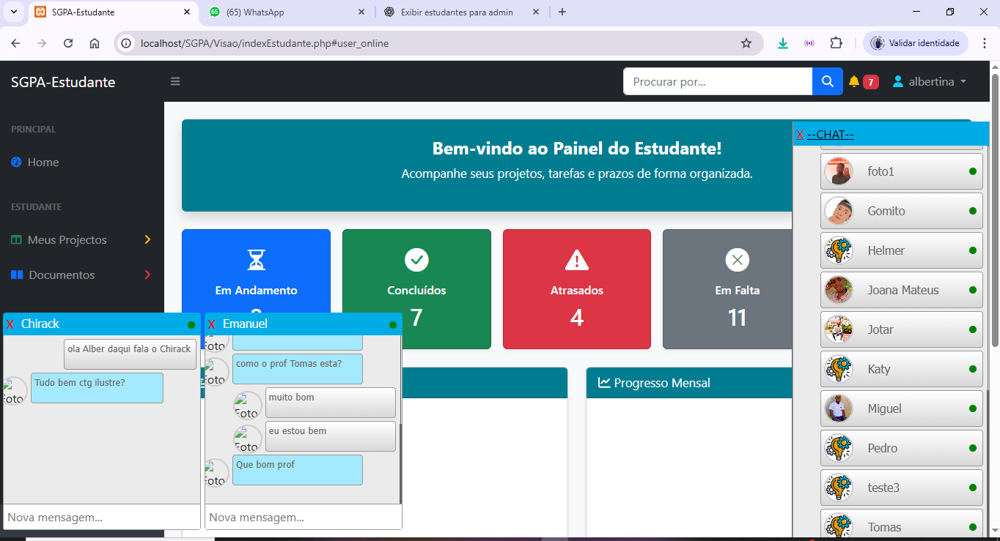 SGPA-Estudante
(65) WhatsApp
Exibir estudantes para admin
localhost/SGPA/Visao/indexEstudante.php#user_online
Validar identidade
SGPA-Estudante
Procurar por...
7
albertina
PRINCIPAL
Home
ESTUDANTE
Meus Projectos
Documentos
Bem-vindo ao Painel do Estudante!
Acompanhe seus projetos, tarefas e prazos de forma organizada.
Em Andamento
Concluídos
7
Atrasados
4
Em Falta
11
Progresso Mensal
X --CHAT--
foto1
Gomito
Helmer
Joana Mateus
Jotar
Katy
Miguel
Pedro
teste3
Tomas
X Chirack
ola Alber daqui fala o Chirack
Tudo bem ctg ilustre?
Foto
Nova mensagem...
X Emanuel
Foto
como o prof Tomas esta?
Foto
muito bom
Foto
eu estou bem
Foto
Que bom prof
Foto
Nova mensagem...